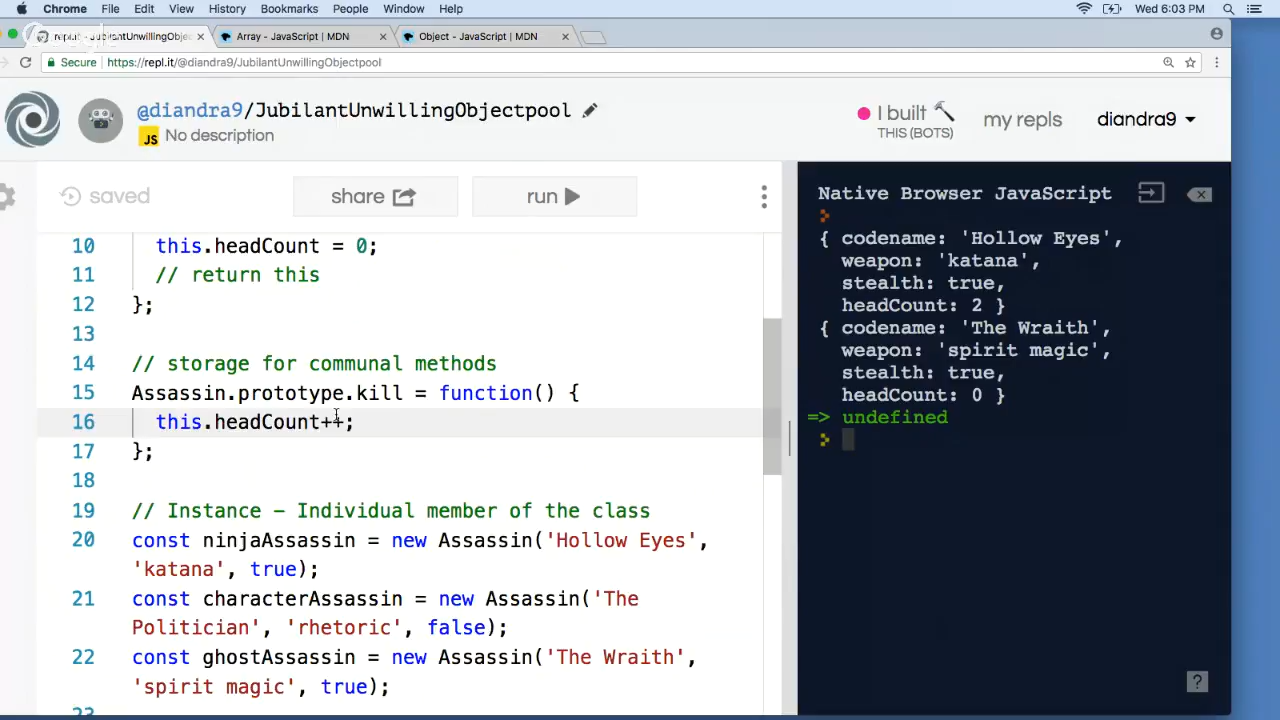 Chrome File Edit View History Bookmarks People Window Help Wed 6:03 PM
Google
repl.it - JubilantUnwillingObjec Array - JavaScript | MDN Object - JavaScript | MDN
Secure https://repl.it/@diandra9/JubilantUnwillingObjectpool
@diandra9/JubilantUnwillingObjectpool
JS No description
I built
THIS (BOTS)
my repls
diandra9
saved share run
10 this.headCount = 0;
11 // return this
12 };
13
14 // storage for communal methods
15 Assassin.prototype.kill = function() {
16 this.headCount++;
17 };
18
19 // Instance - Individual member of the class
20 const ninjaAssassin = new Assassin('Hollow Eyes',
'katana', true);
21 const characterAssassin = new Assassin('The
Politician', 'rhetoric', false);
22 const ghostAssassin = new Assassin('The Wraith',
'spirit magic', true);
23
Native Browser JavaScript
{ codename: 'Hollow Eyes',
weapon: 'katana',
stealth: true,
headCount: 2 }
{ codename: 'The Wraith',
weapon: 'spirit magic',
stealth: true,
headCount: 0 }
=> undefined
?